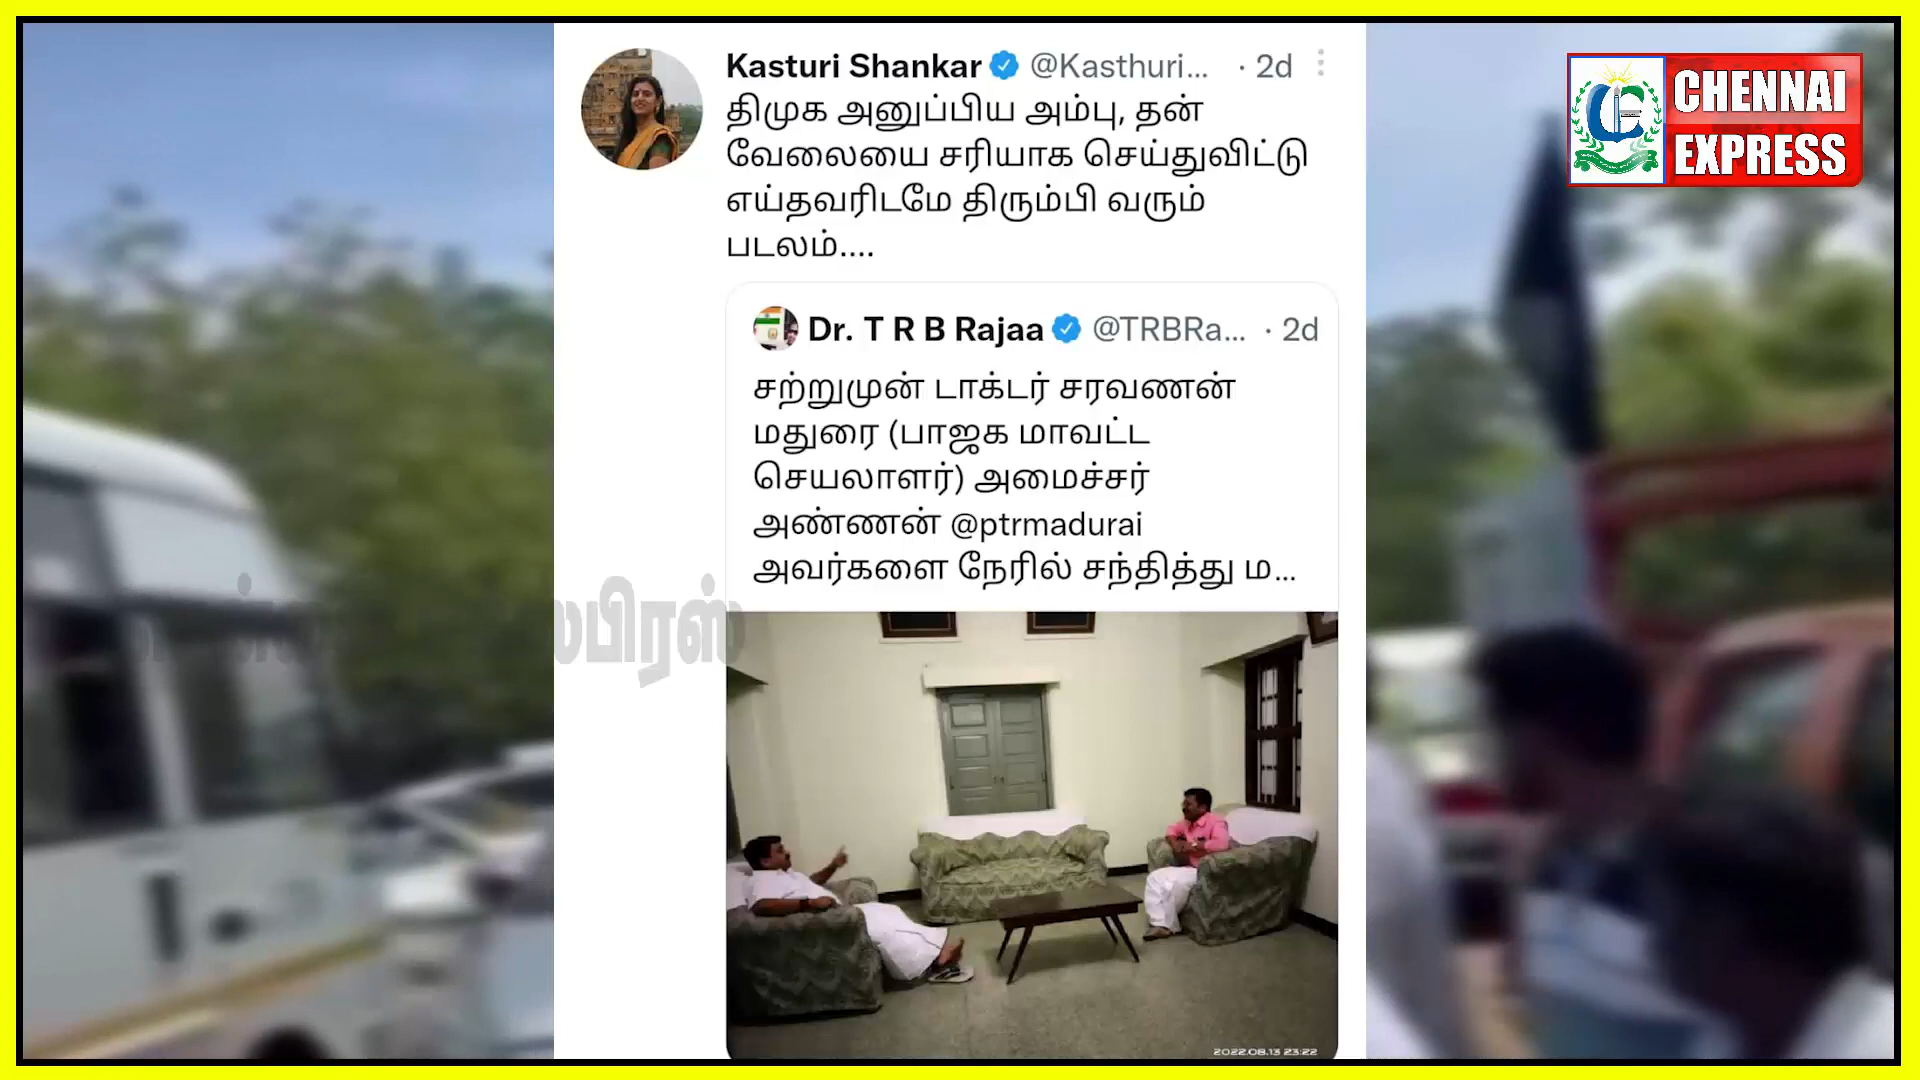 Kasturi Shankar @Kasthuri... · 2d
திமுக அனுப்பிய அம்பு, தன்
வேலையை சரியாக செய்துவிட்டு
எய்தவரிடமே திரும்பி வரும்
படலம்....
Dr. T R B Rajaa @TRBRa... · 2d
சற்றுமுன் டாக்டர் சரவணன்
மதுரை (பாஜக மாவட்ட
செயலாளர்) அமைச்சர்
அண்ணன் @ptrmadurai
அவர்களை நேரில் சந்தித்து ம...
2022.08.13 23:22
CHENNAI
EXPRESS